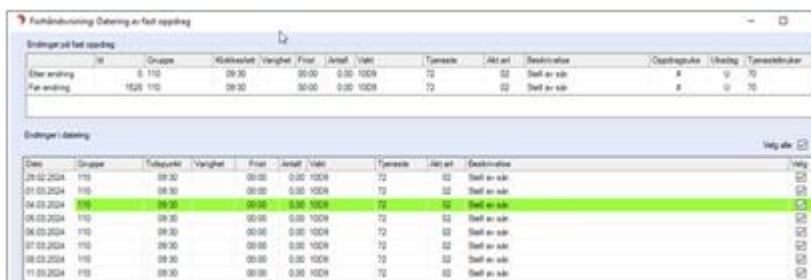 Forhåndsvisning: Datering av fast oppdrag
Endringer på fast oppdrag:
Id Gruppe Klokkeslett Varighet Frist Antall Vakt Tjeneste Akt.art Beskrivelse Oppdragsuke Ukedag Tjenestebruker
Etter endring 0 110 09:30 00:00 0,00 10D9 72 02 Stell av sår. # U 70
Før endring 1528 110 09:30 00:00 0,00 10D9 72 02 Stell av sår. # U 70
Endringer i datering:
Velg alle
Dato Gruppe Tidspunkt Varighet Frist Antall Vakt Tjeneste Akt.art Beskrivelse Velg
29.02.2024 110 09:30 00:00 0,00 10D9 72 02 Stell av sår.
01.03.2024 110 09:30 00:00 0,00 10D9 72 02 Stell av sår.
04.03.2024 110 09:30 00:00 0,00 10D9 72 02 Stell av sår.
05.03.2024 110 09:30 00:00 0,00 10D9 72 02 Stell av sår.
06.03.2024 110 09:30 00:00 0,00 10D9 72 02 Stell av sår.
07.03.2024 110 09:30 00:00 0,00 10D9 72 02 Stell av sår.
08.03.2024 110 09:30 00:00 0,00 10D9 72 02 Stell av sår.
11.03.2024 110 09:30 00:00 0,00 10D9 72 02 Stell av sår.